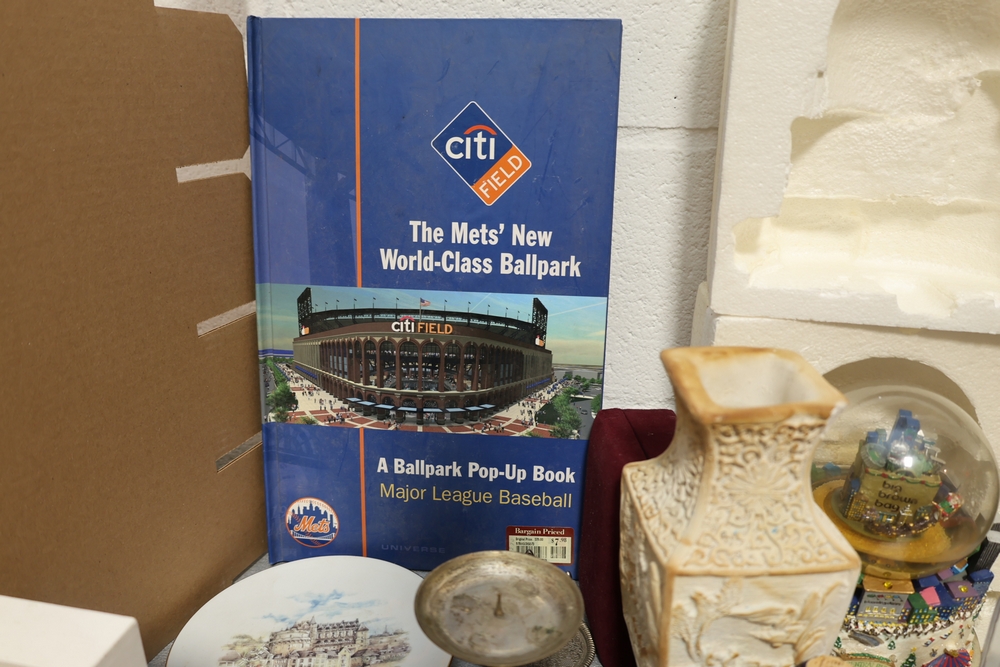 citi
FIELD
The Mets' New
World-Class Ballpark
citi FIELD
A Ballpark Pop-Up Book
Major League Baseball
Mets
UNIVERSE
Bargain Priced
big
brown
bag